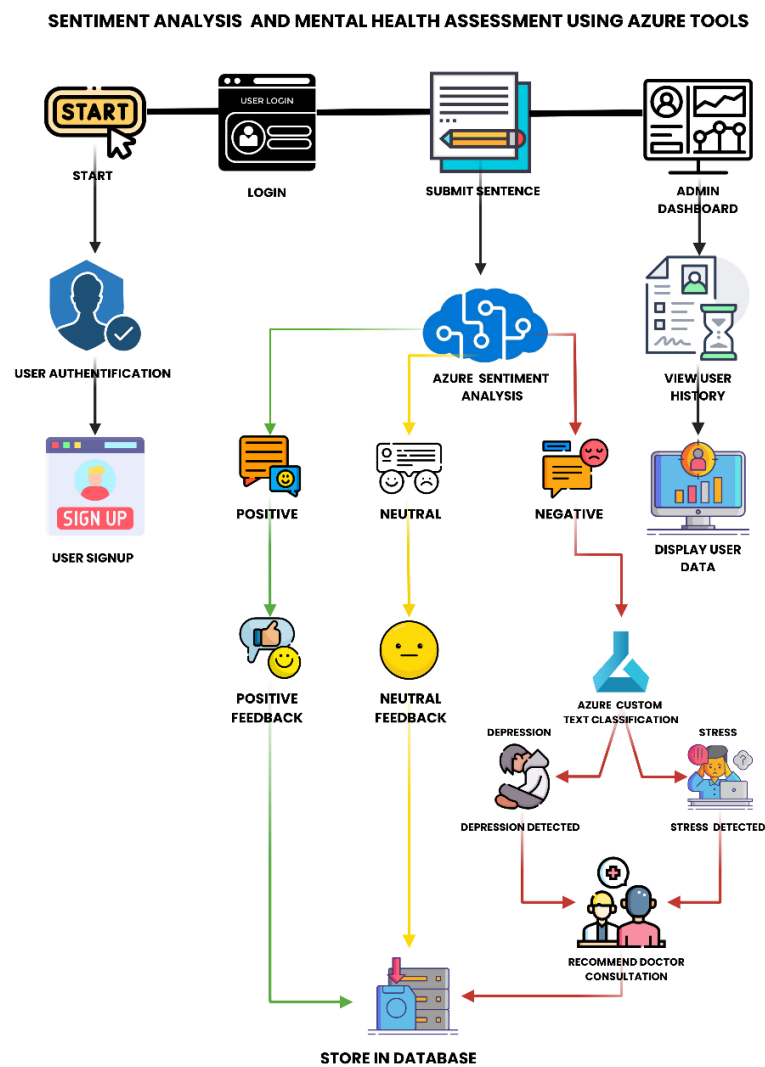 SENTIMENT ANALYSIS AND MENTAL HEALTH ASSESSMENT USING AZURE TOOLS
START
USER LOGIN
START
LOGIN
SUBMIT SENTENCE
ADMIN
DASHBOARD
USER AUTHENTIFICATION
AZURE SENTIMENT
ANALYSIS
VIEW USER
HISTORY
SIGN UP
USER SIGNUP
POSITIVE
NEUTRAL
NEGATIVE
DISPLAY USER
DATA
POSITIVE
FEEDBACK
NEUTRAL
FEEDBACK
AZURE CUSTOM
TEXT CLASSIFICATION
DEPRESSION
STRESS
?
DEPRESSION DETECTED
STRESS DETECTED
RECOMMEND DOCTOR
CONSULTATION
STORE IN DATABASE